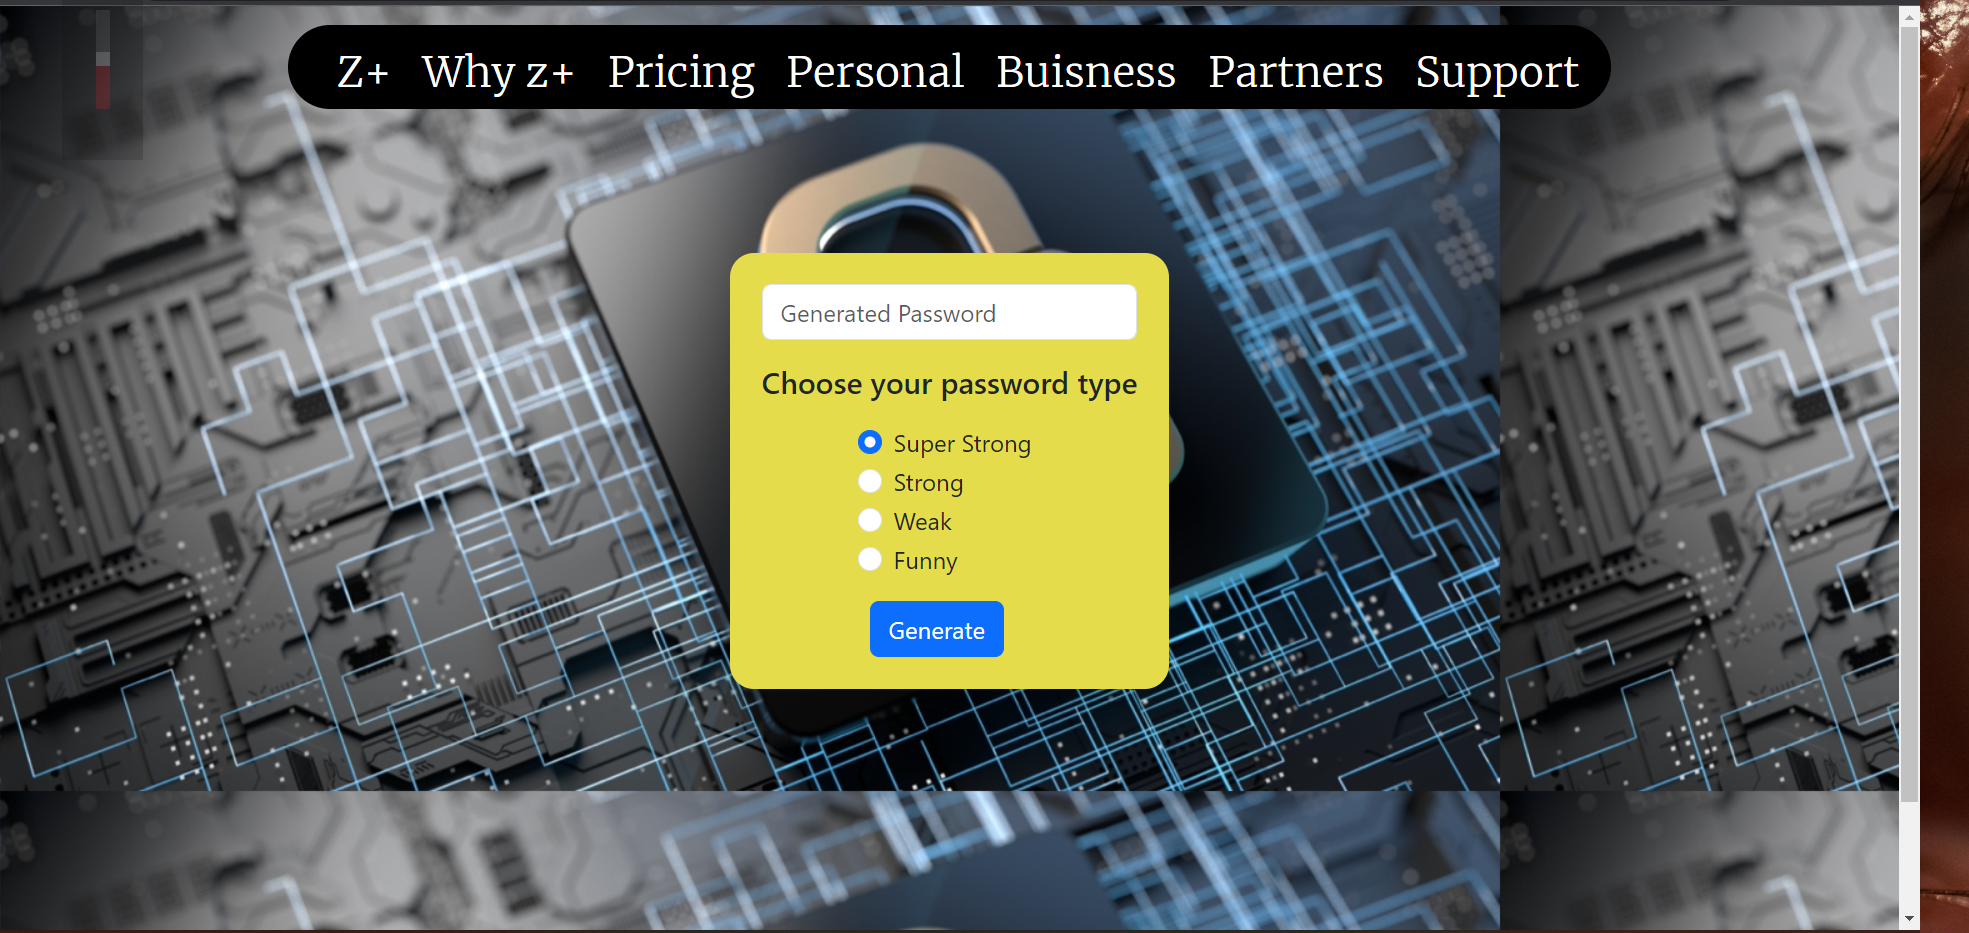 Z+ Why z+ Pricing Personal Buisness Partners Support
Generated Password
Choose your password type
Super Strong
Strong
Weak
Funny
Generate